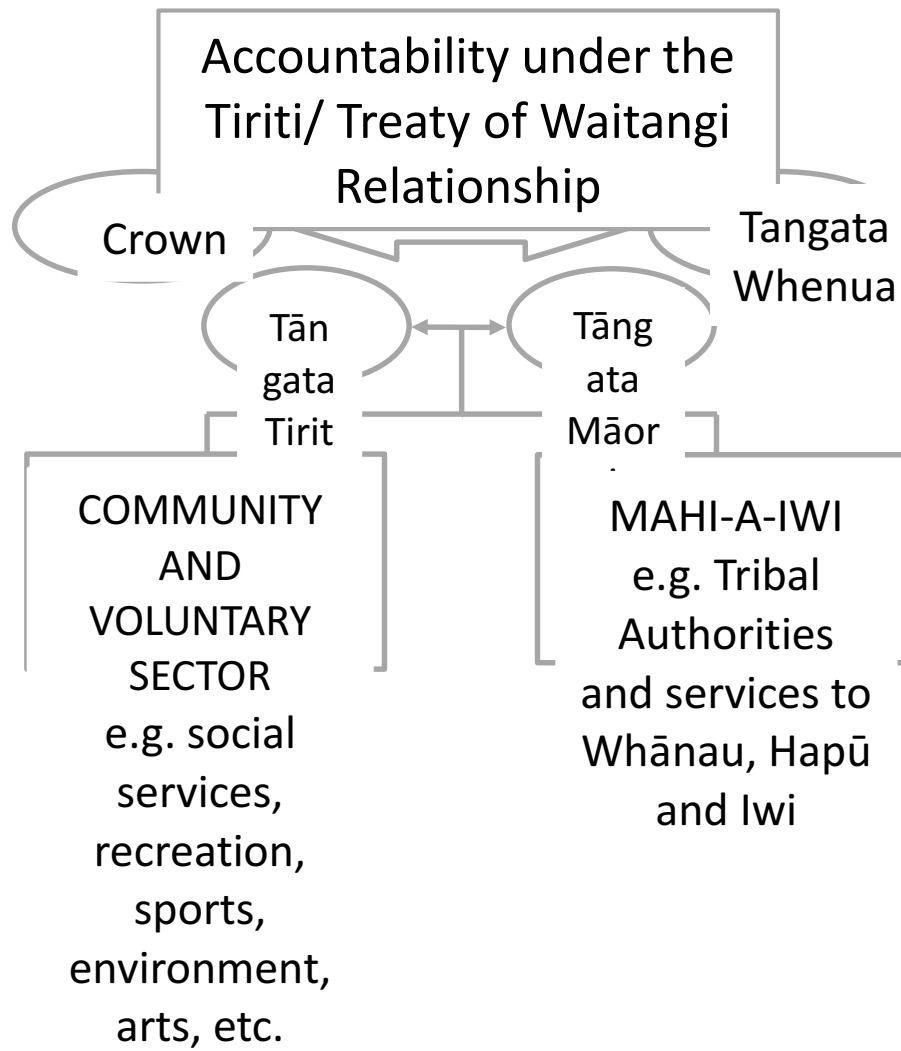 Accountability under the
Tiriti/ Treaty of Waitangi
Relationship
Crown
Tangata
Whenua
Tān
gata
Tirit
Tāng
ata
Māor
COMMUNITY
AND
VOLUNTARY
SECTOR
e.g. social
services,
recreation,
sports,
environment,
arts, etc.
MAHI-A-IWI
e.g. Tribal
Authorities
and services to
Whānau, Hapū
and Iwi